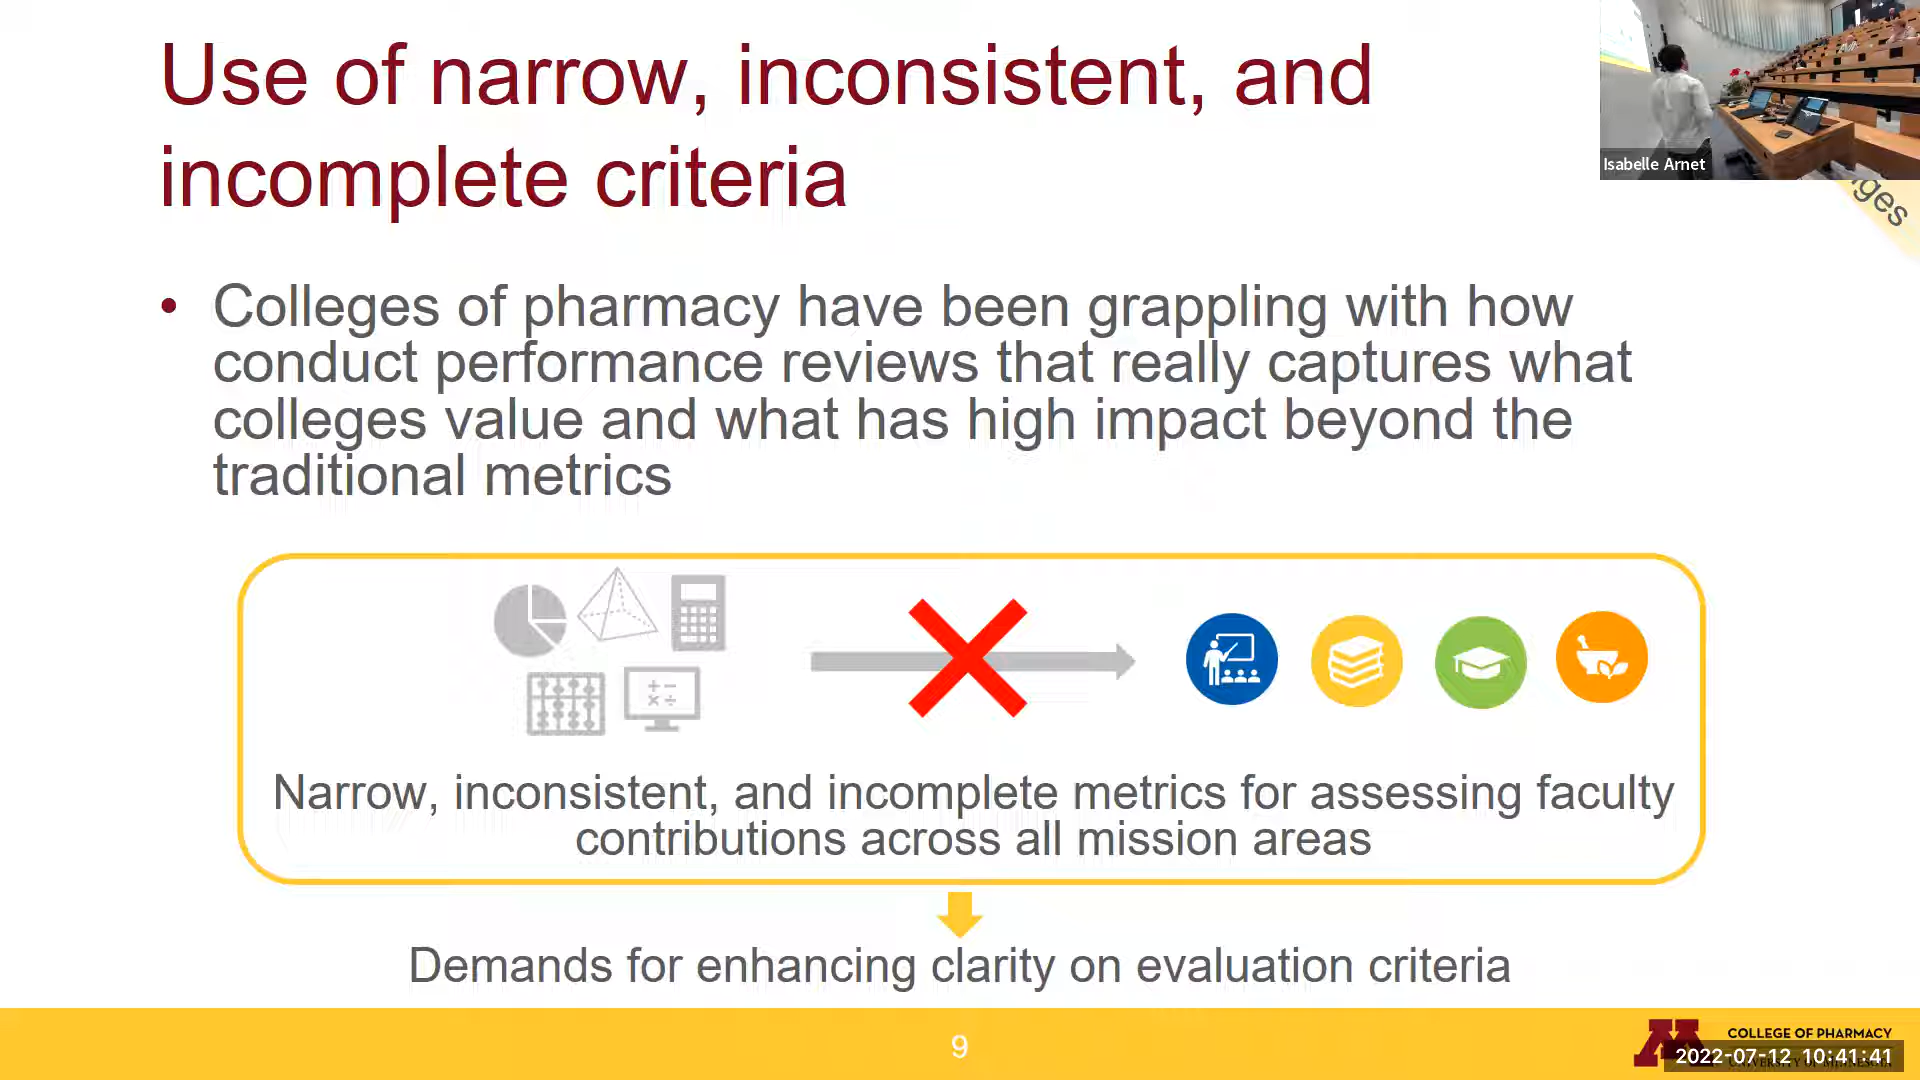 Use of narrow, inconsistent, and
incomplete criteria
Isabelle Arnet
• Colleges of pharmacy have been grappling with how
conduct performance reviews that really captures what
colleges value and what has high impact beyond the
traditional metrics
Narrow, inconsistent, and incomplete metrics for assessing faculty
contributions across all mission areas
Demands for enhancing clarity on evaluation criteria
9
COLLEGE OF PHARMACY
2022-07-12 10:41:41